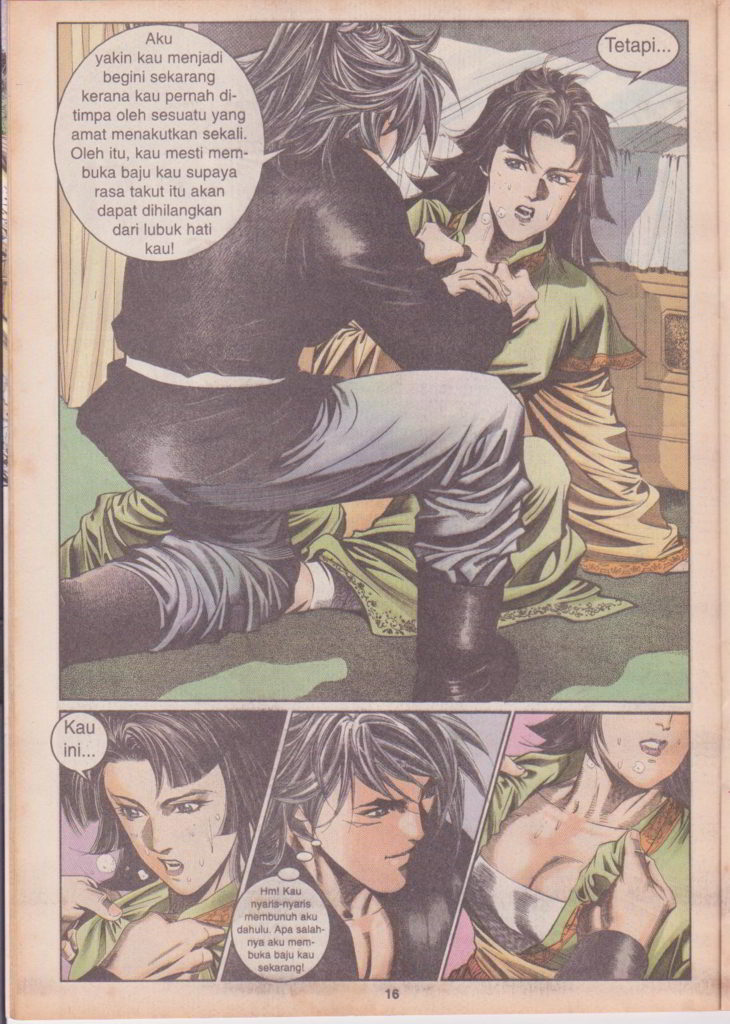 Aku
yakin kau menjadi
begini sekarang
kerana kau pernah di-
timpa oleh sesuatu yang
amat menakutkan sekali.
Oleh itu, kau mesti mem-
buka baju kau supaya
rasa takut itu akan
dapat dihilangkan
dari lubuk hati
kau!
Tetapi...
Kau
ini...
Hm! Kau
nyaris-nyaris
membunuh aku
dahulu. Apa salah-
nya aku mem-
buka baju kau
sekarang!
16